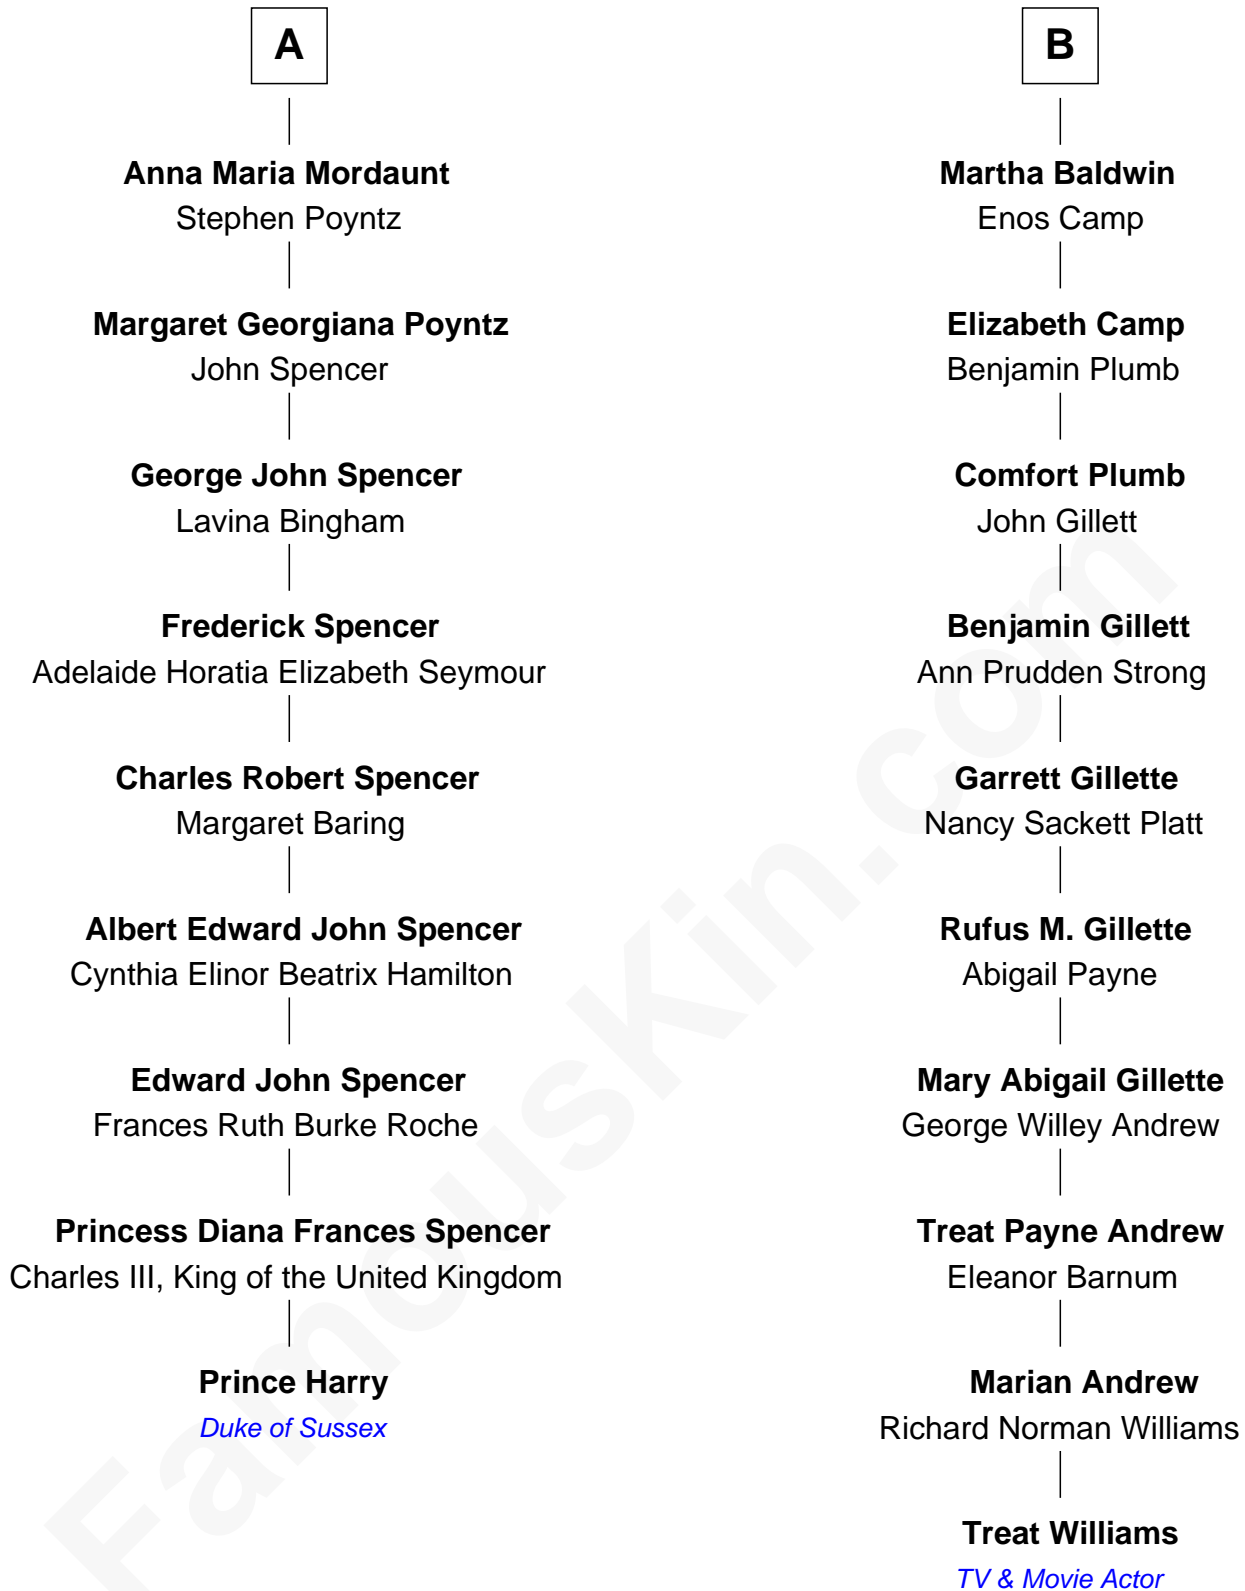 A
Anna Maria Mordaunt
Stephen Poyntz
Margaret Georgiana Poyntz
John Spencer
George John Spencer
Lavina Bingham
Frederick Spencer
Adelaide Horatia Elizabeth Seymour
Charles Robert Spencer
Margaret Baring
Albert Edward John Spencer
Cynthia Elinor Beatrix Hamilton
Edward John Spencer
Frances Ruth Burke Roche
Princess Diana Frances Spencer
Charles III, King of the United Kingdom
Prince Harry
Duke of Sussex
B
Martha Baldwin
Enos Camp
Elizabeth Camp
Benjamin Plumb
Comfort Plumb
John Gillett
Benjamin Gillett
Ann Prudden Strong
Garrett Gillette
Nancy Sackett Platt
Rufus M. Gillette
Abigail Payne
Mary Abigail Gillette
George Willey Andrew
Treat Payne Andrew
Eleanor Barnum
Marian Andrew
Richard Norman Williams
Treat Williams
TV & Movie Actor
FamousKin.com